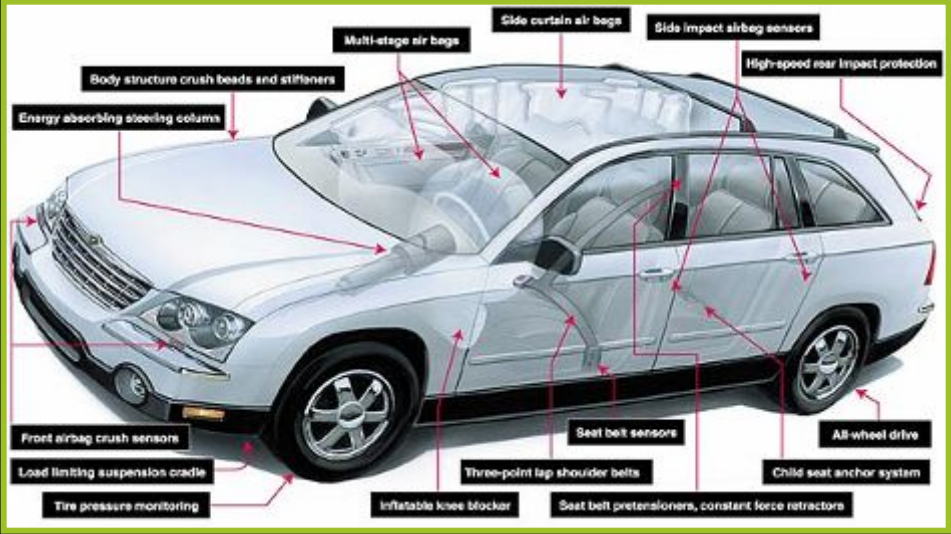 Side curtain air bags
Side impact airbag sensors
Multi-stage air bags
High-speed rear impact protection
Body structure crush beads and stiffeners
Energy absorbing steering column
Front airbag crush sensors
Seat belt sensors
All-wheel drive
Load limiting suspension cradle
Three-point lap shoulder belts
Child seat anchor system
Tire pressure monitoring
Inflatable knee blocker
Seat belt pretensioners, constant force retractors